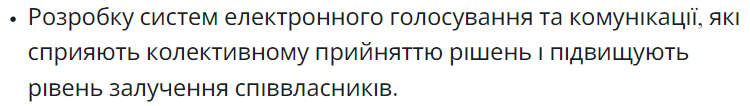 • Розробку систем електронного голосування та комунікації, які
сприяють колективному прийняттю рішень і підвищують
рівень залучення співвласників.